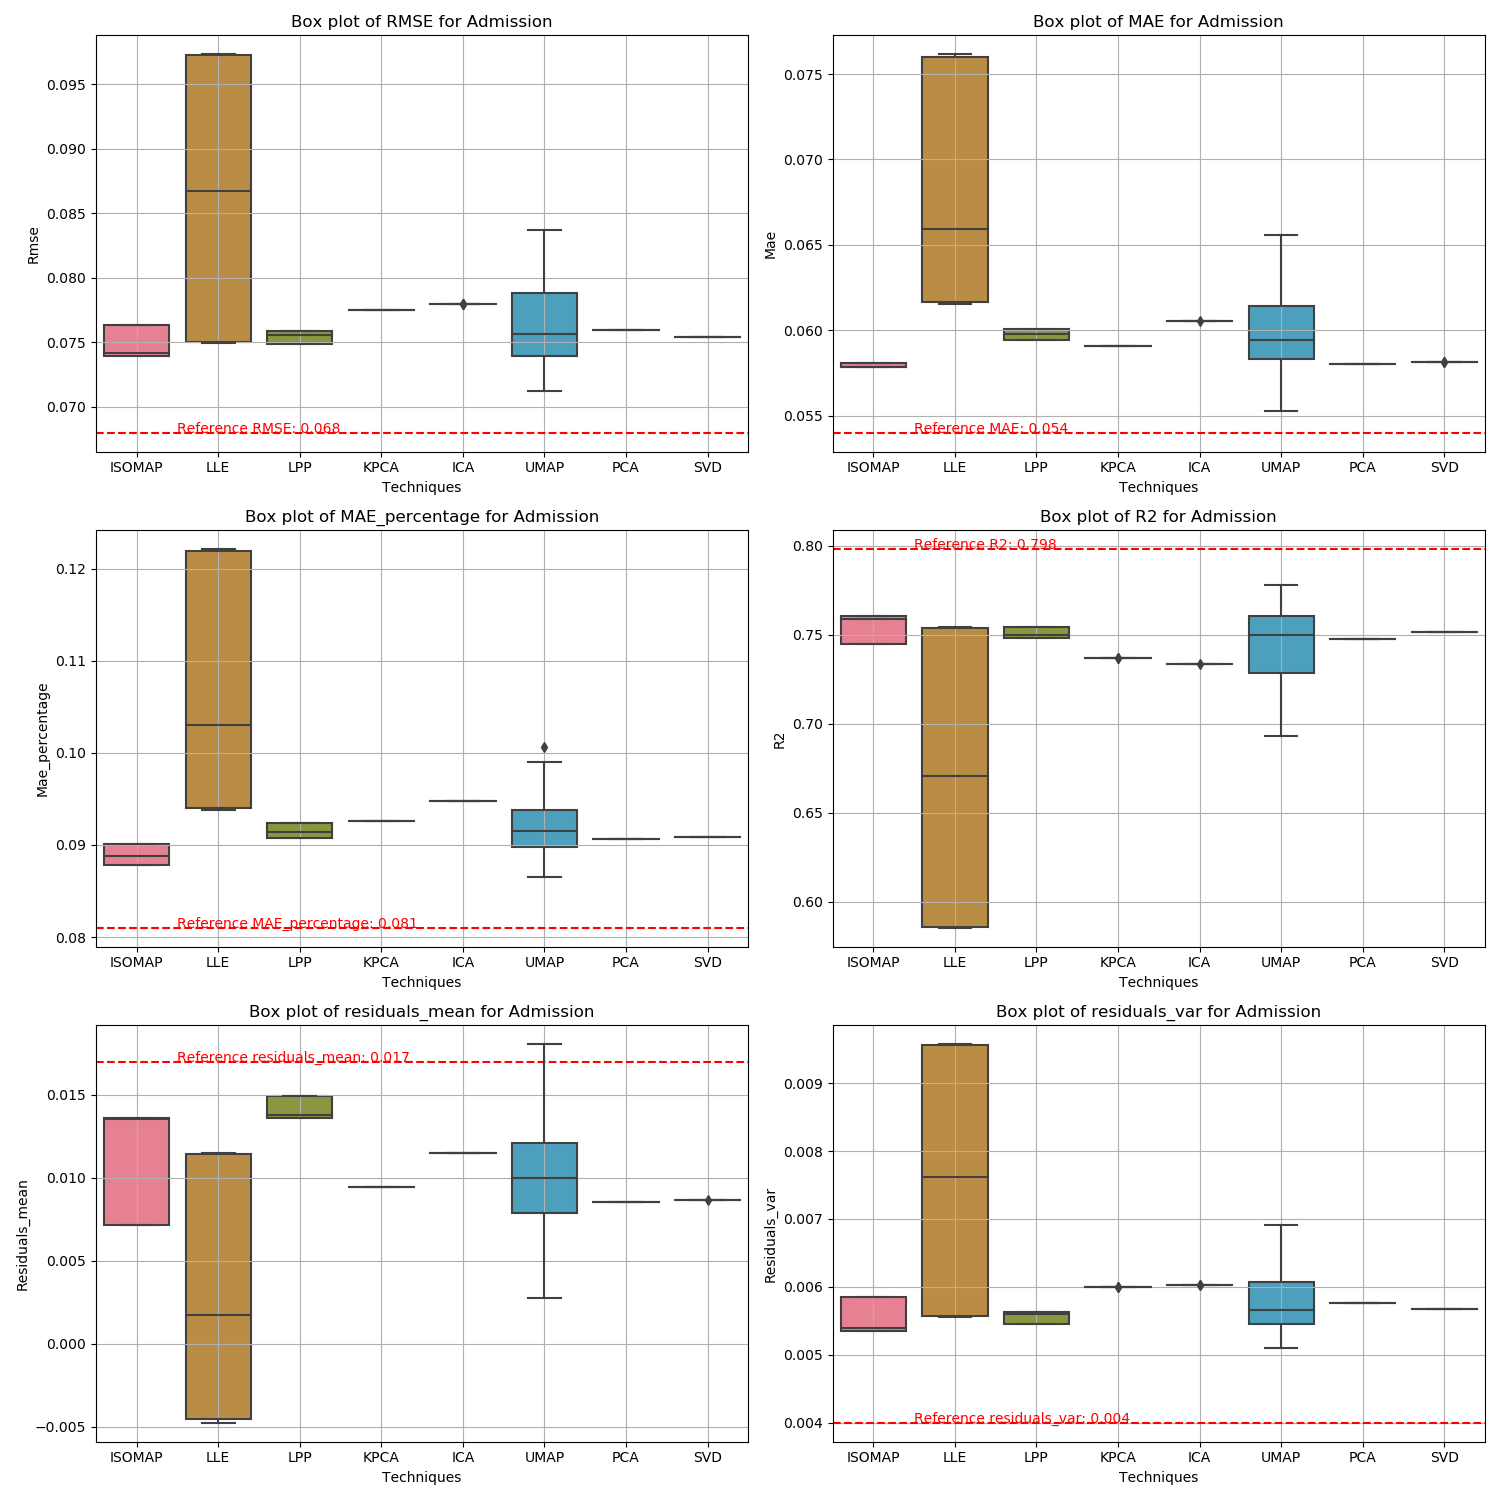 Box plot of RMSE for Admission
Rmse
0.095
0.090
0.085
0.080
0.075
0.070
Reference RMSE: 0.068
ISOMAP LLE LPP KPCA ICA UMAP PCA SVD
Techniques
Box plot of MAE for Admission
Mae
0.075
0.070
0.065
0.060
0.055
Reference MAE: 0.054
ISOMAP LLE LPP KPCA ICA UMAP PCA SVD
Techniques
Box plot of MAE_percentage for Admission
Mae_percentage
0.12
0.11
0.10
0.09
0.08
Reference MAE_percentage: 0.081
ISOMAP LLE LPP KPCA ICA UMAP PCA SVD
Techniques
Box plot of R2 for Admission
R2
0.80
0.75
0.70
0.65
0.60
Reference R2: 0.798
ISOMAP LLE LPP KPCA ICA UMAP PCA SVD
Techniques
Box plot of residuals_mean for Admission
Residuals_mean
0.015
0.010
0.005
0.000
−0.005
Reference residuals_mean: 0.017
ISOMAP LLE LPP KPCA ICA UMAP PCA SVD
Techniques
Box plot of residuals_var for Admission
Residuals_var
0.009
0.008
0.007
0.006
0.005
0.004
Reference residuals_var: 0.004
ISOMAP LLE LPP KPCA ICA UMAP PCA SVD
Techniques